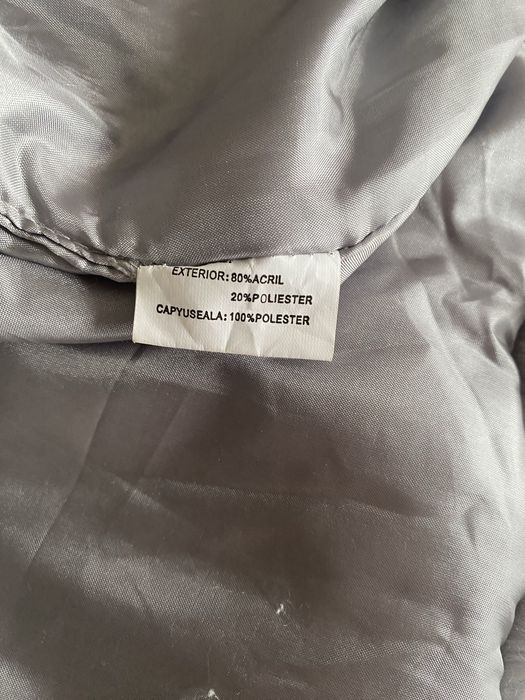 EXTERIOR: 80%ACRIL
20%POLIESTER
CAPYUSEALA: 100%POLESTER